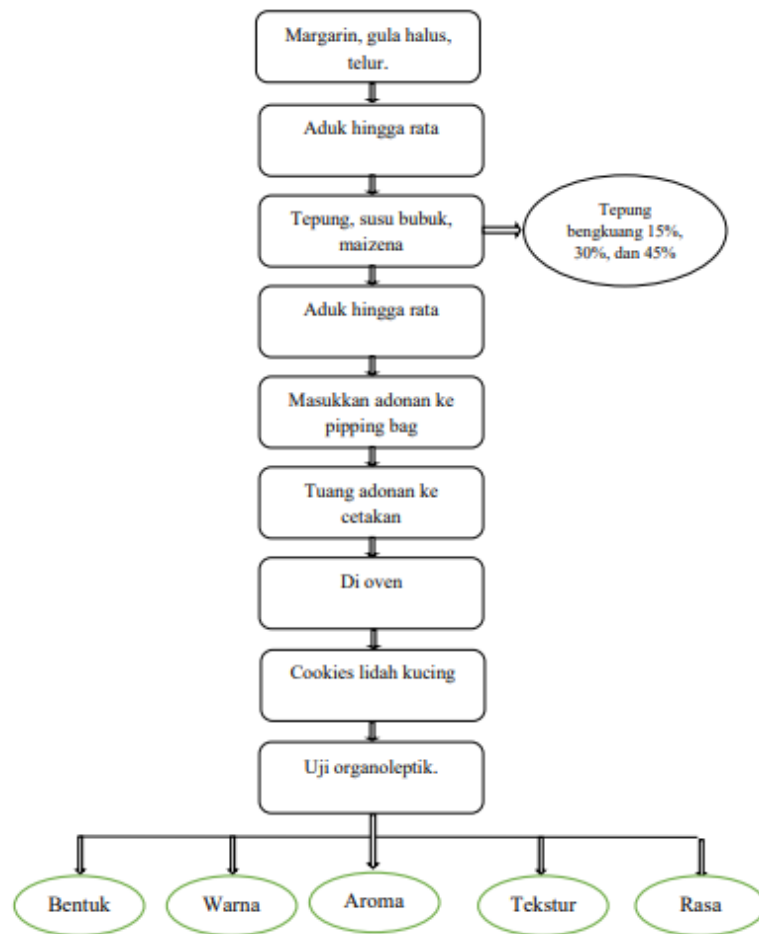 Margarin, gula halus,
telur.
Aduk hingga rata
Tepung, susu bubuk,
maizena
Tepung
bengkuang 15%,
30%, dan 45%
Aduk hingga rata
Masukkan adonan ke
pipping bag
Tuang adonan ke
cetakan
Di oven
Cookies lidah kucing
Uji organoleptik.
Bentuk
Warna
Aroma
Tekstur
Rasa